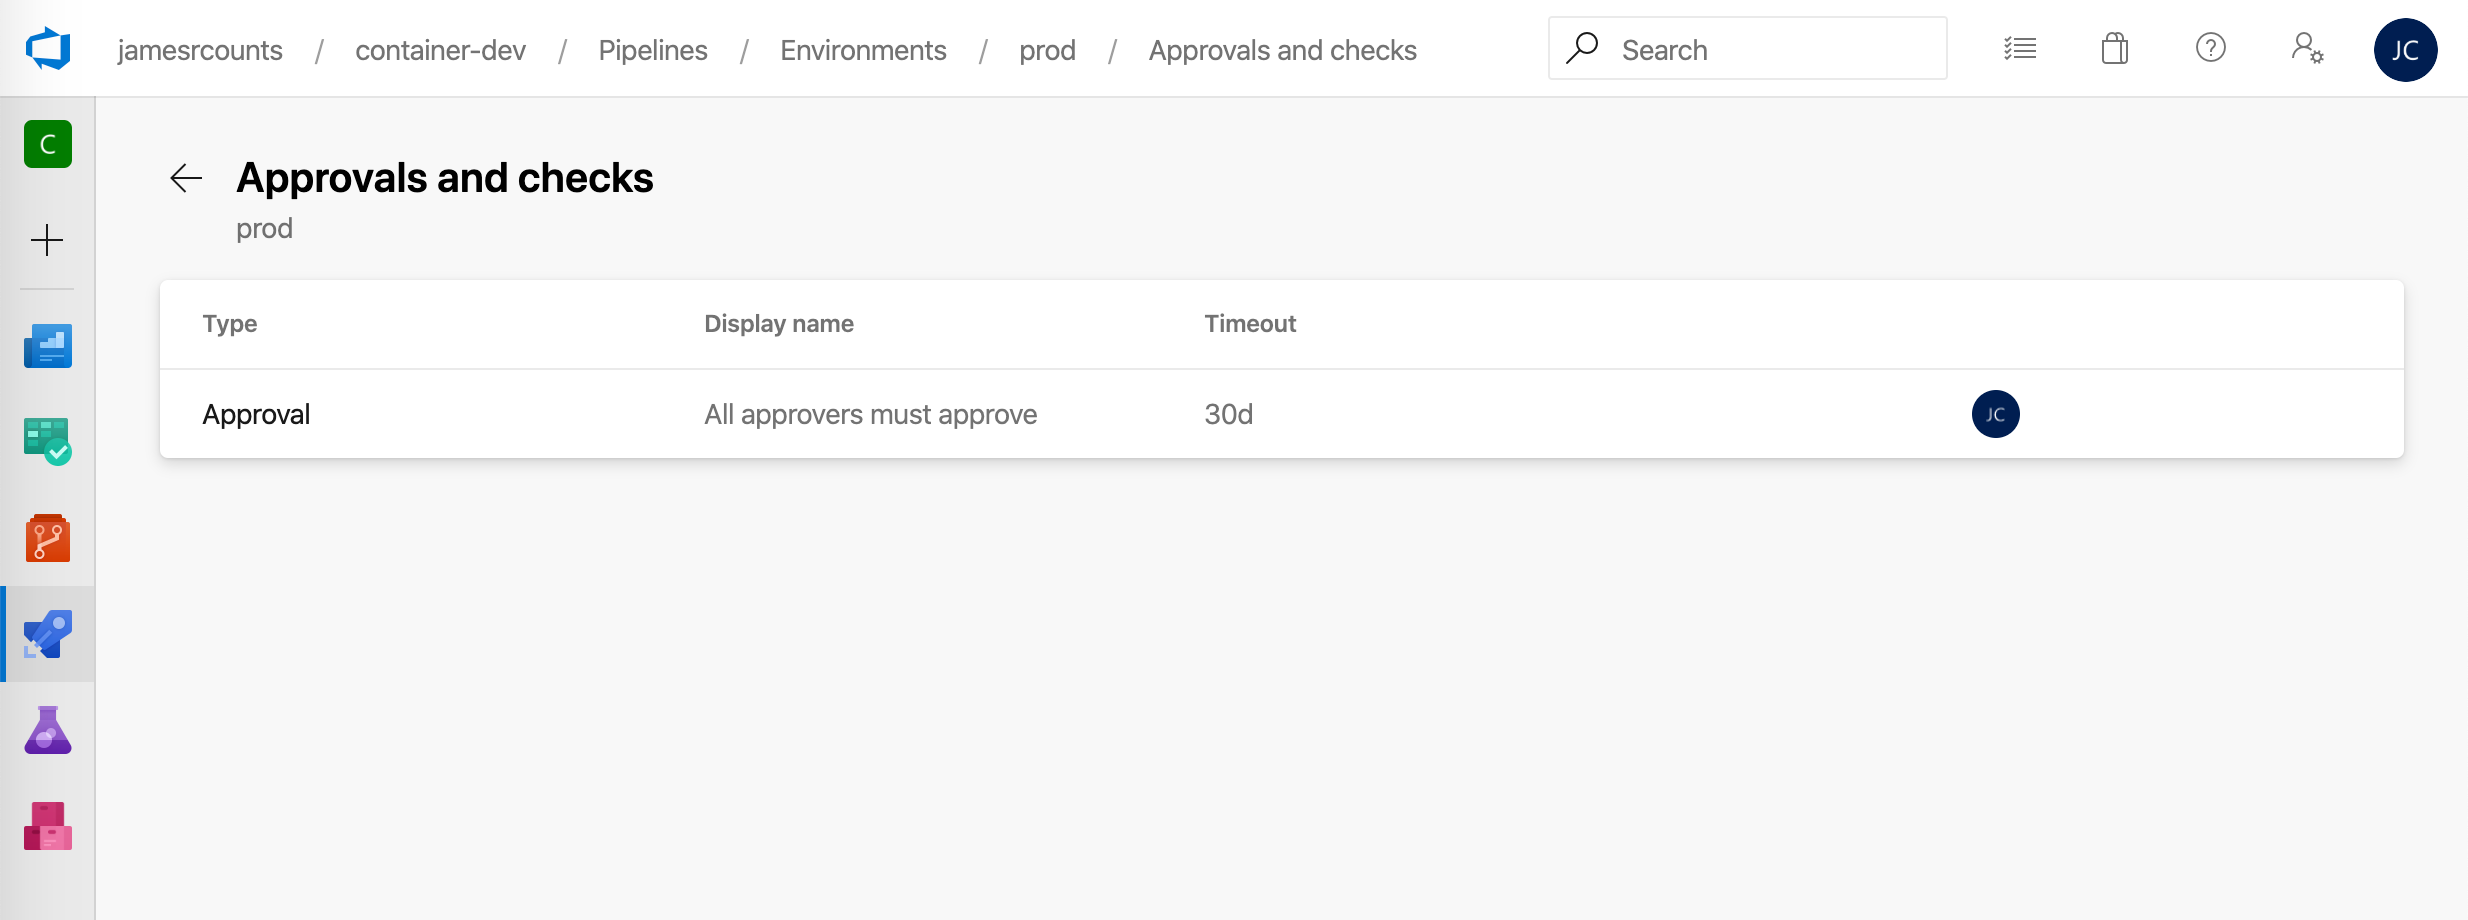 jamesrcounts / container-dev / Pipelines / Environments / prod / Approvals and checks
Search
JC
C
Approvals and checks
prod
Type Display name Timeout
Approval All approvers must approve 30d JC